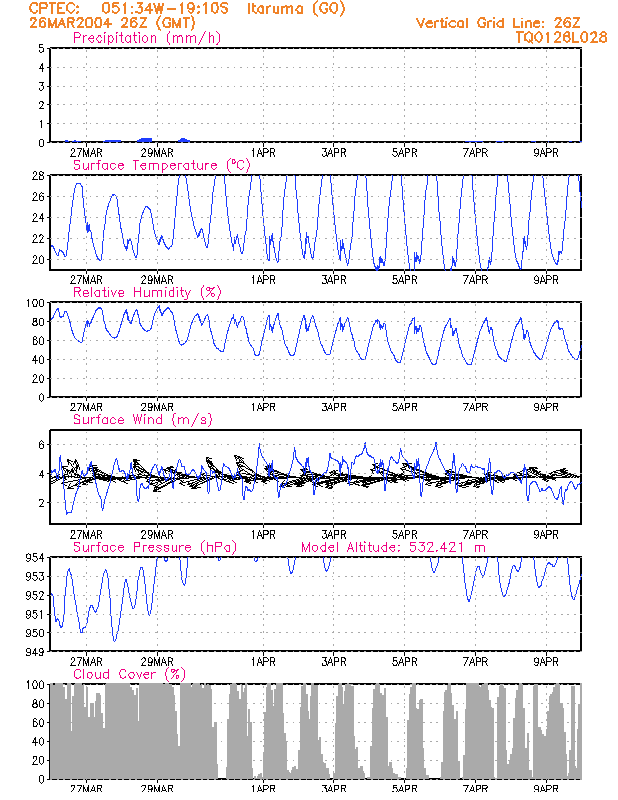 CPTEC: 051:34W-19:10S Itaruma (GO)
26MAR2004 26Z (GMT) Vertical Grid Line: 26Z
Precipitation (mm/h) TQ0126L028
5
4
3
2
1
0
27MAR 29MAR 1APR 3APR 5APR 7APR 9APR
Surface Temperature (ºC)
28
26
24
22
20
27MAR 29MAR 1APR 3APR 5APR 7APR 9APR
Relative Humidity (%)
100
80
60
40
20
0
27MAR 29MAR 1APR 3APR 5APR 7APR 9APR
Surface Wind (m/s)
6
4
2
27MAR 29MAR 1APR 3APR 5APR 7APR 9APR
Surface Pressure (hPa) Model Altitude: 532.421 m
954
953
952
951
950
949
27MAR 29MAR 1APR 3APR 5APR 7APR 9APR
Cloud Cover (%)
100
80
60
40
20
0
27MAR 29MAR 1APR 3APR 5APR 7APR 9APR